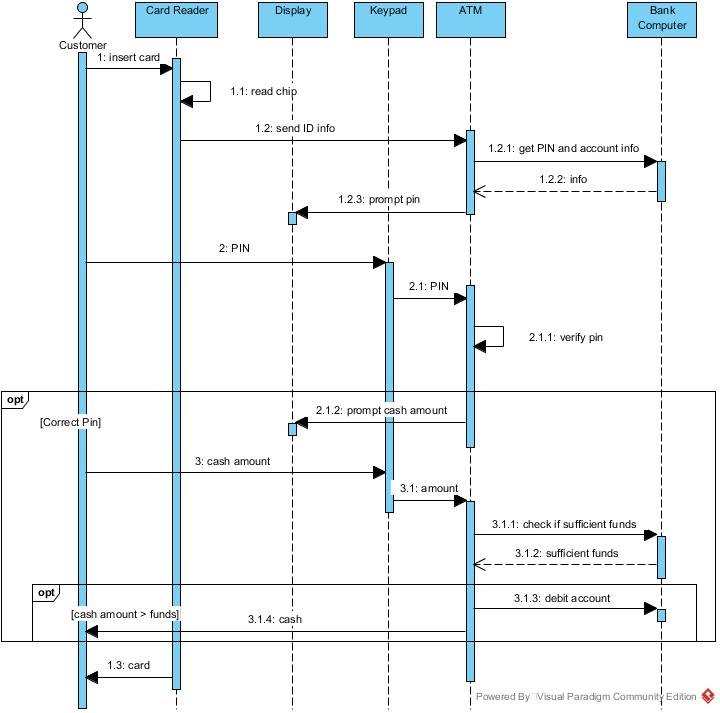 Customer
Card Reader
Display
Keypad
ATM
Bank
Computer
1: insert card
1.1: read chip
1.2: send ID info
1.2.1: get PIN and account info
1.2.2: info
1.2.3: prompt pin
2: PIN
2.1: PIN
2.1.1: verify pin
opt
[Correct Pin]
2.1.2: prompt cash amount
3: cash amount
3.1: amount
3.1.1: check if sufficient funds
3.1.2: sufficient funds
opt
[cash amount > funds]
3.1.3: debit account
3.1.4: cash
1.3: card
Powered By Visual Paradigm Community Edition